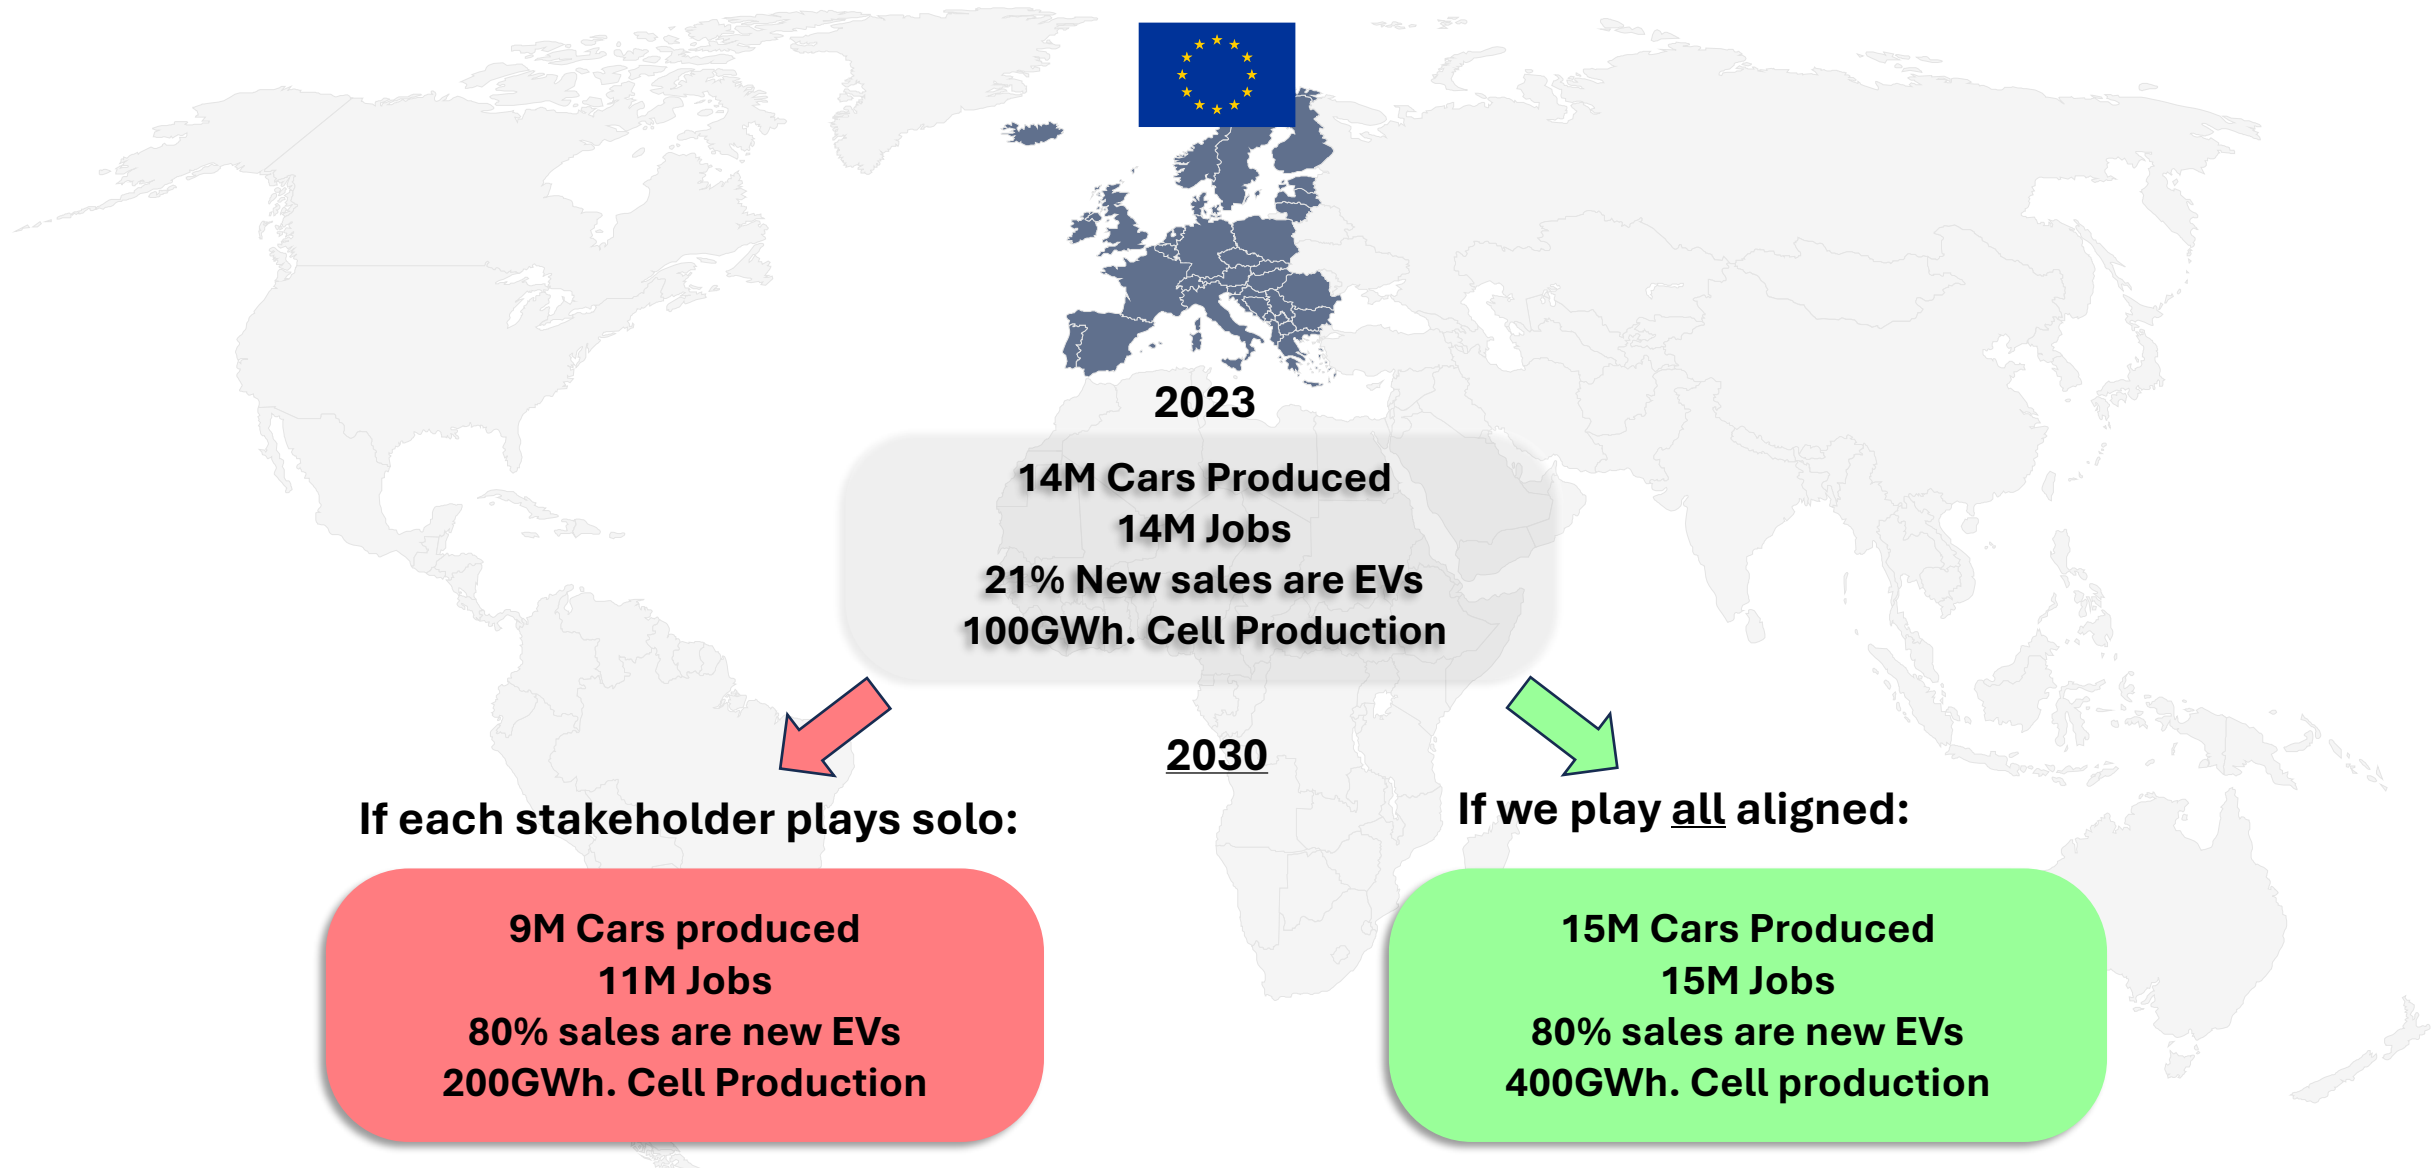 2023
14M Cars Produced
14M Jobs
21% New sales are EVs
100GWh. Cell Production
2030
If each stakeholder plays solo:
9M Cars produced
11M Jobs
80% sales are new EVs
200GWh. Cell Production
If we play all aligned:
15M Cars Produced
15M Jobs
80% sales are new EVs
400GWh. Cell production